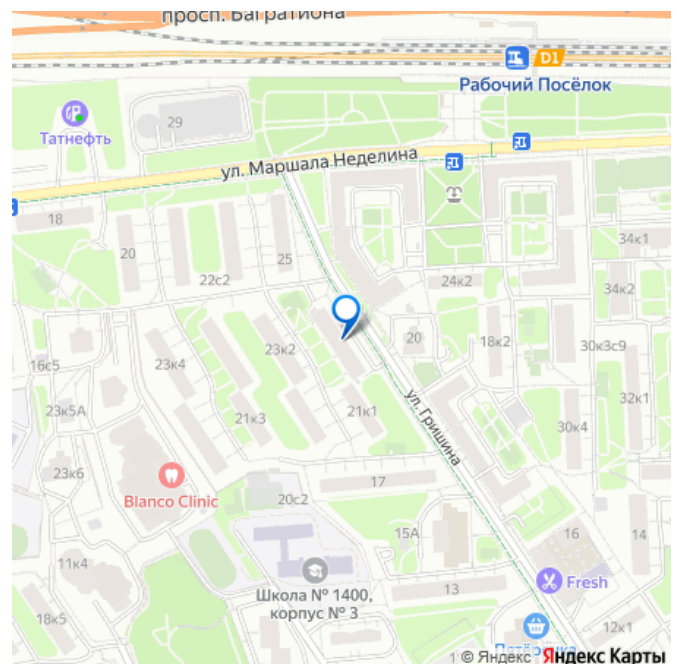 просп. Багратиона
D1
Рабочий Посёлок
29
Татнефть
ул. Маршала Неделина
18
20
25
22с2
34к1
24к2
34к2
16с5
23к4
23к2
20
18к2
30к3с9
23к5А
21к3
21к1
ул. Гришина
32к1
30к4
23к6
Blanco Clinic
17
20с2
15А
16
14
11к4
Школа № 1400,
корпус № 3
13
Fresh
18к5
12к1
Пятёрочка
© Яндекс Яндекс Карты